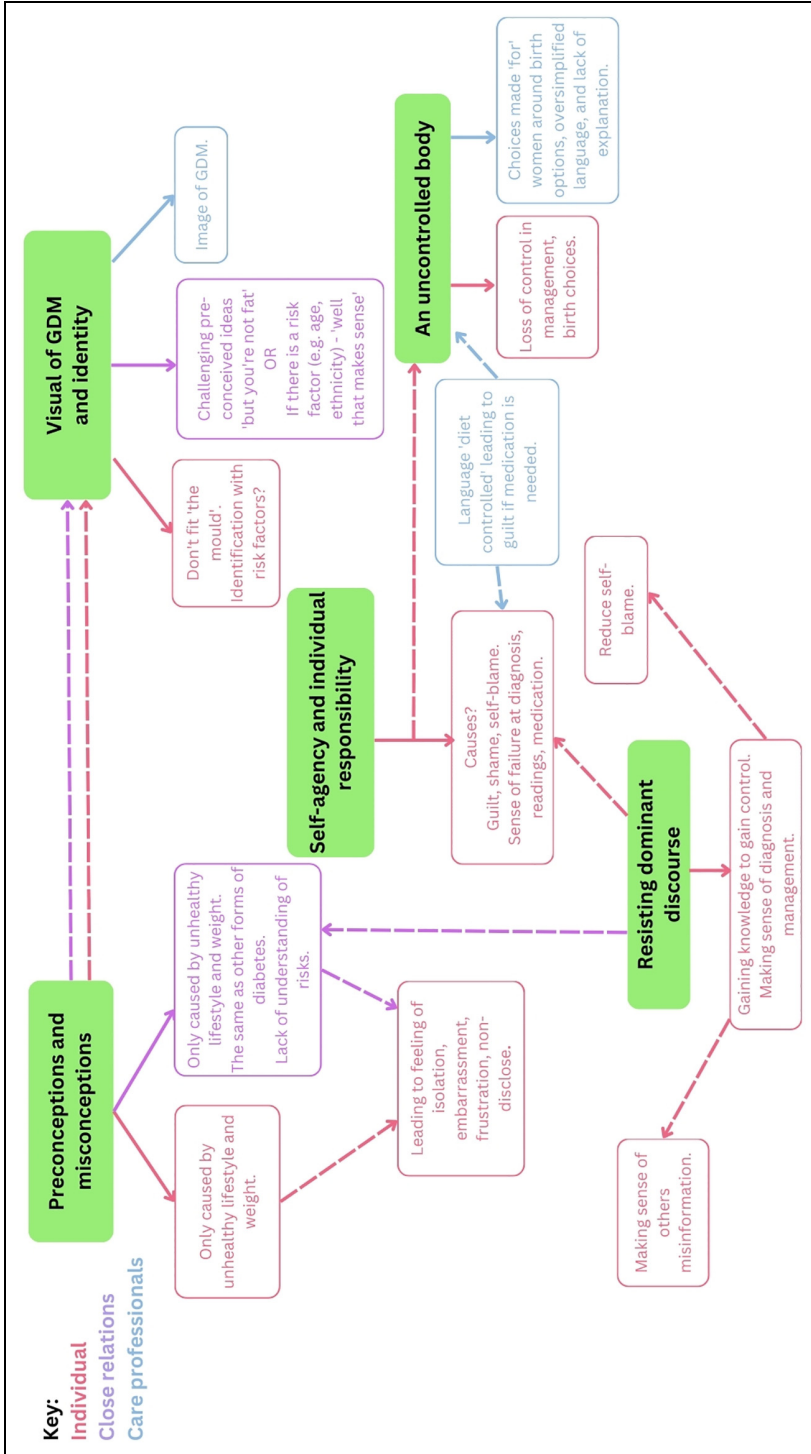 Key:
Individual
Close relations
Care professionals
Preconceptions and
misconceptions
Visual of GDM
and identity
Only caused by
unhealthy lifestyle and
weight.
Only caused by unhealthy
lifestyle and weight.
The same as other forms of
diabetes.
Lack of understanding of
risks.
Don't fit 'the
mould'.
Identification with
risk factors?
Challenging pre-
conceived ideas
'but you're not fat'
OR
If there is a risk
factor (e.g. age,
ethnicity) - 'well
that makes sense'
Image of GDM.
Self-agency and individual
responsibility
An uncontrolled body
Leading to feeling of
isolation,
embarrassment,
frustration, non-
disclose.
Causes?
Guilt, shame, self-blame.
Sense of failure at diagnosis,
readings, medication.
Language 'diet
controlled' leading to
guilt if medication is
needed.
Loss of control in
management,
birth choices.
Choices made 'for'
women around birth
options, oversimplified
language, and lack of
explanation.
Resisting dominant
discourse
Reduce self-
blame.
Making sense of
others
misinformation.
Gaining knowledge to gain control.
Making sense of diagnosis and
management.